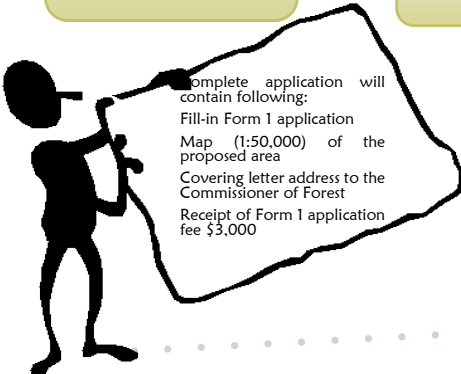 omplete application will
contain following:
Fill-in Form 1 application
Map (1:50,000) of the
proposed area
Covering letter address to the
Commissioner of Forest
Receipt of Form 1 application
fee $3,000